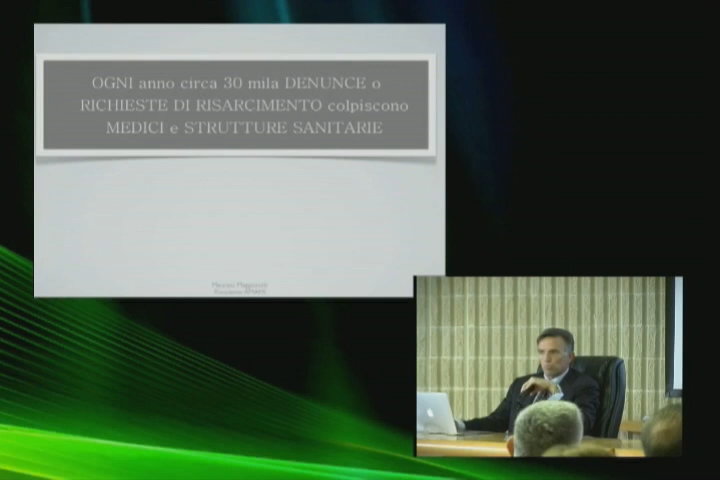 OGNI anno circa 30 mila DENUNCE o
RICHIESTE DI RISARCIMENTO colpiscono
MEDICI e STRUTTURE SANITARIE